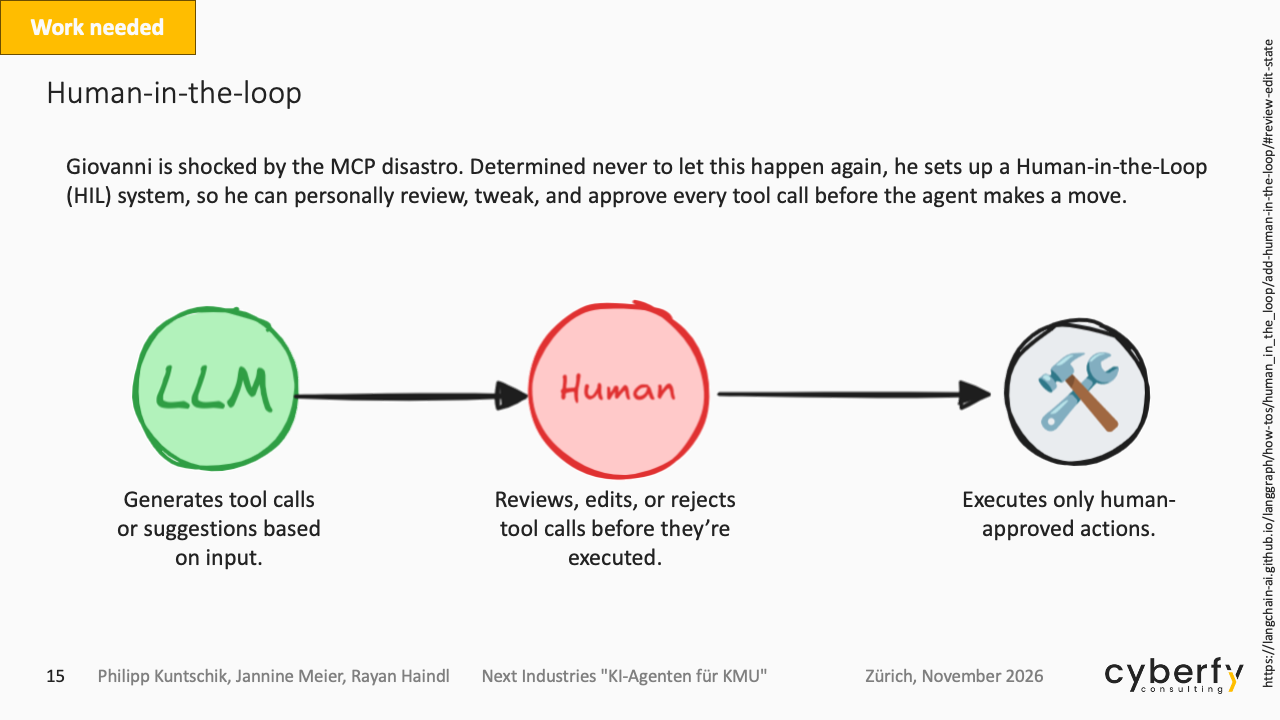 Work needed
Human-in-the-loop
Giovanni is shocked by the MCP disastro. Determined never to let this happen again, he sets up a Human-in-the-Loop
(HIL) system, so he can personally review, tweak, and approve every tool call before the agent makes a move.
LLM
Human
Generates tool calls
or suggestions based
on input.
Reviews, edits, or rejects
tool calls before they’re
executed.
Executes only human-
approved actions.
15 Philipp Kuntschik, Jannine Meier, Rayan Haindl Next Industries "KI-Agenten für KMU" Zürich, November 2026
cyberfy
consulting
https://langchain-ai.github.io/langgraph/how-tos/human_in_the_loop/add-human-in-the-loop/#review-edit-state